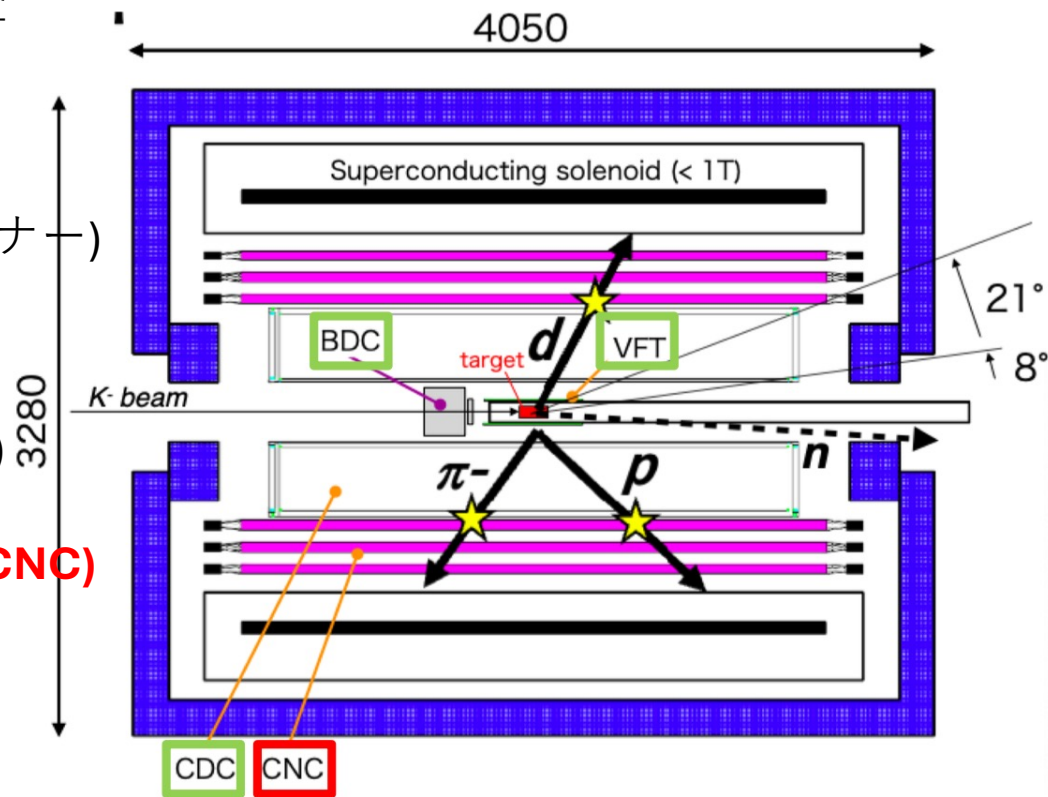 4050
Superconducting solenoid (< 1T)
ナー)
21°
BDC
d
VFT
target
8°
K- beam
3280
)
n
π-
p
CNC)
CDC
CNC